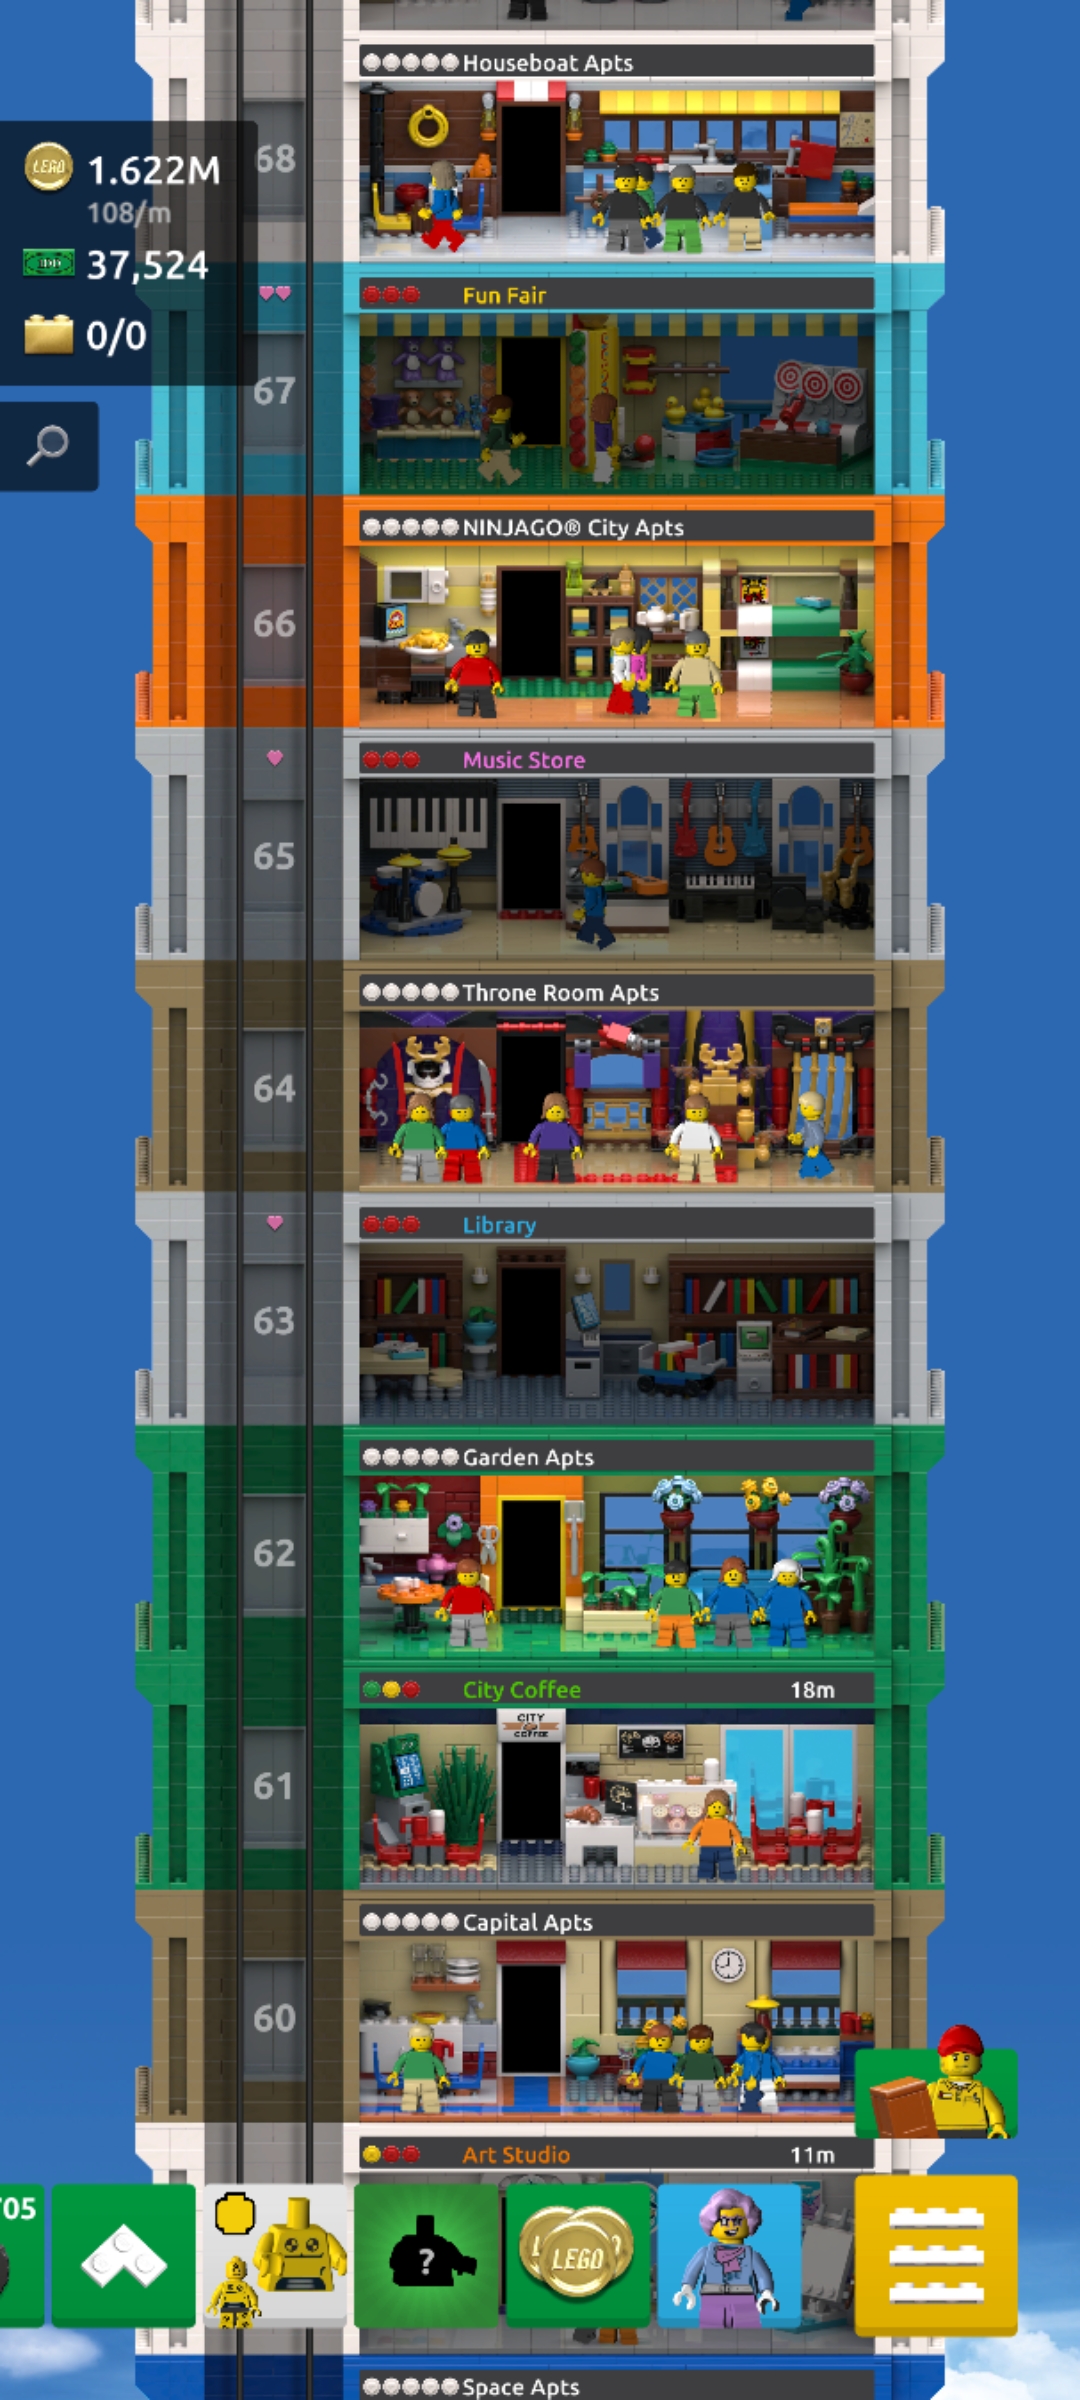 Houseboat Apts
68
LEGO
1.622M
108/m
37,524
0/0
Fun Fair
67
NINJAGO® City Apts
66
Music Store
65
Throne Room Apts
64
Library
63
Garden Apts
62
City Coffee
18m
CITY
COFFEE
61
Capital Apts
60
Art Studio
11m
705
?
LEGO
Space Apts